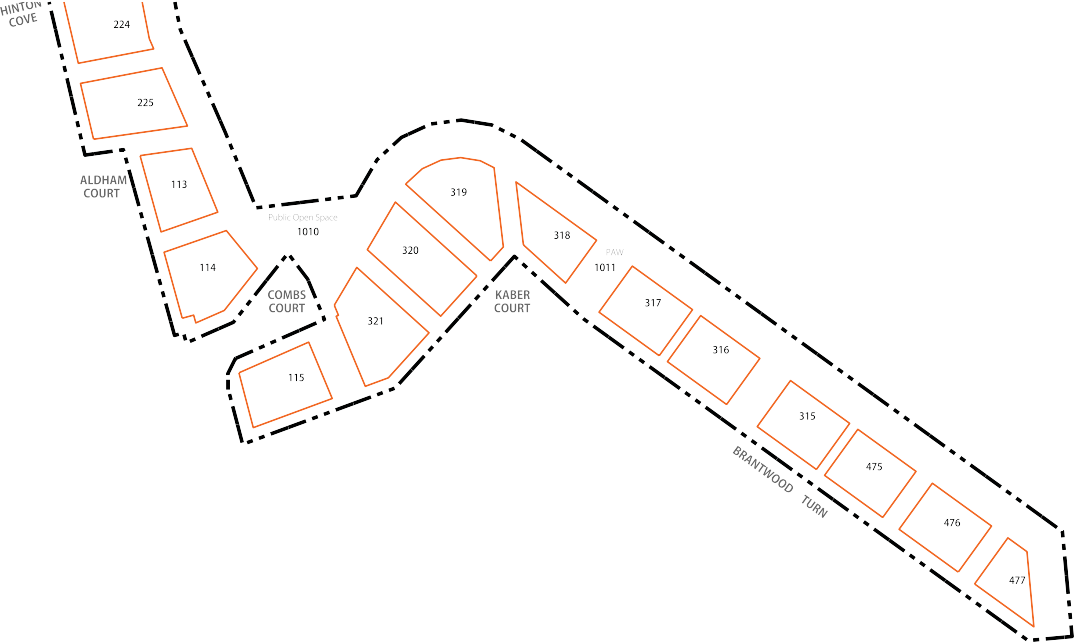 HINTON
COVE
224
225
ALDHAM
COURT
113
114
Public Open Space
1010
COMBS
COURT
115
319
320
321
KABER
COURT
318
PAW
1011
317
316
315
475
BRANTWOOD TURN
476
477